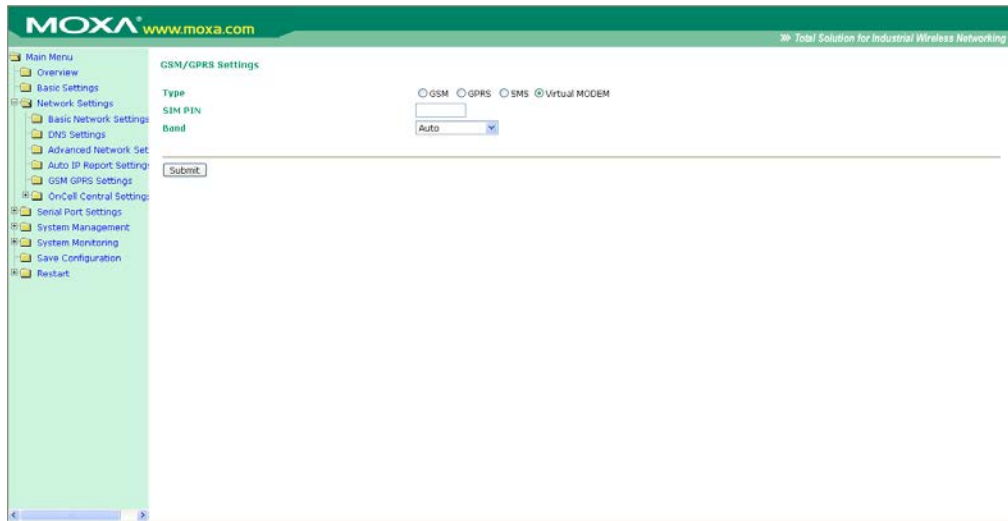 MOXA® www.moxa.com
Total Solution for Industrial Wireless Networking
Main Menu
Overview
Basic Settings
Network Settings
Basic Network Settings
DNS Settings
Advanced Network Set
Auto IP Report Setting
GSM GPRS Settings
OnCell Central Setting
Serial Port Settings
System Management
System Monitoring
Save Configuration
Restart
GSM/GPRS Settings
Type GSM GPRS SMS Virtual MODEM
SIM PIN
Band Auto
Submit